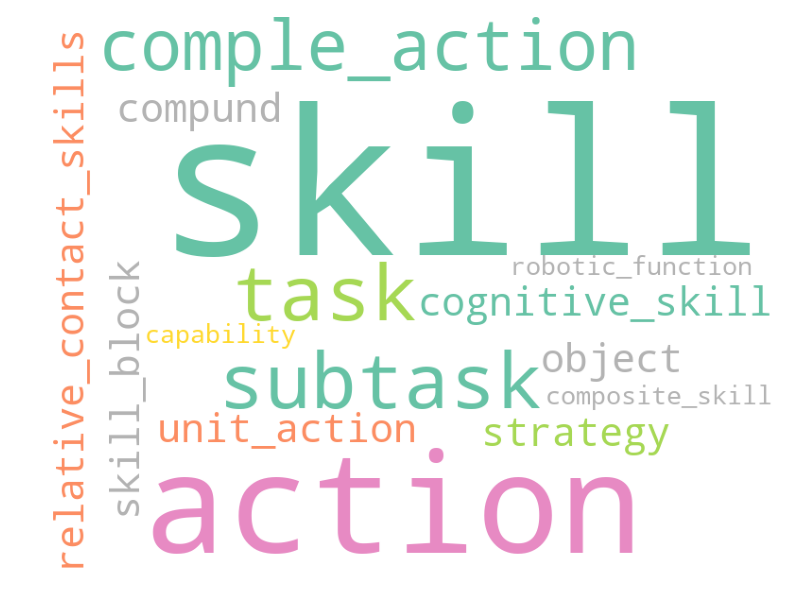 comple_action
compund
skill
relative_contact_skills
skill_block
robotic_function
task
cognitive_skill
capability
subtask
object
composite_skill
unit_action
strategy
action